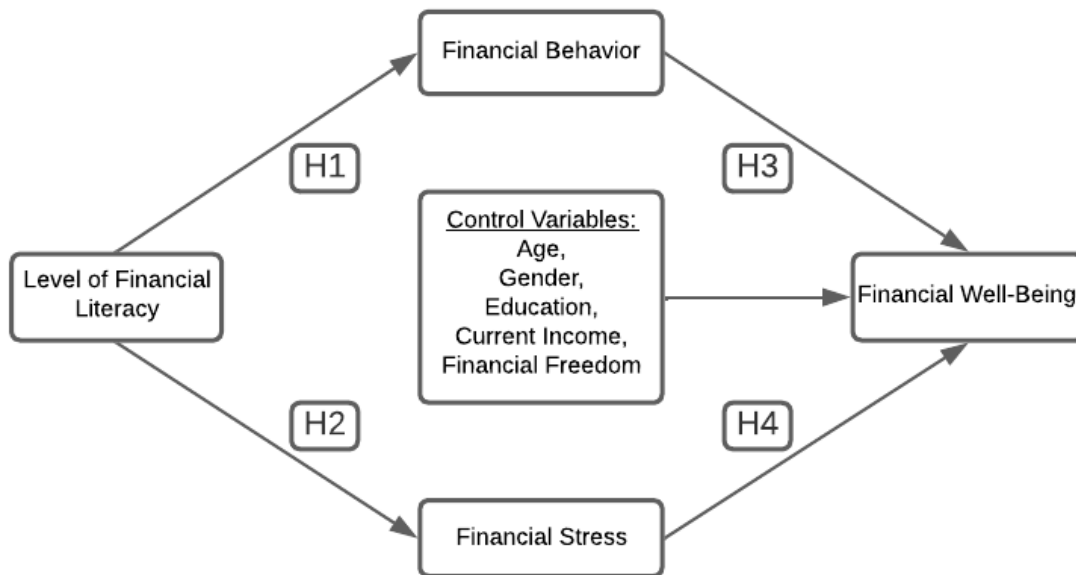 Financial Behavior
H1
H3
Control Variables:
Age,
Gender,
Education,
Current Income,
Financial Freedom
Level of Financial
Literacy
Financial Well-Being
H2
H4
Financial Stress